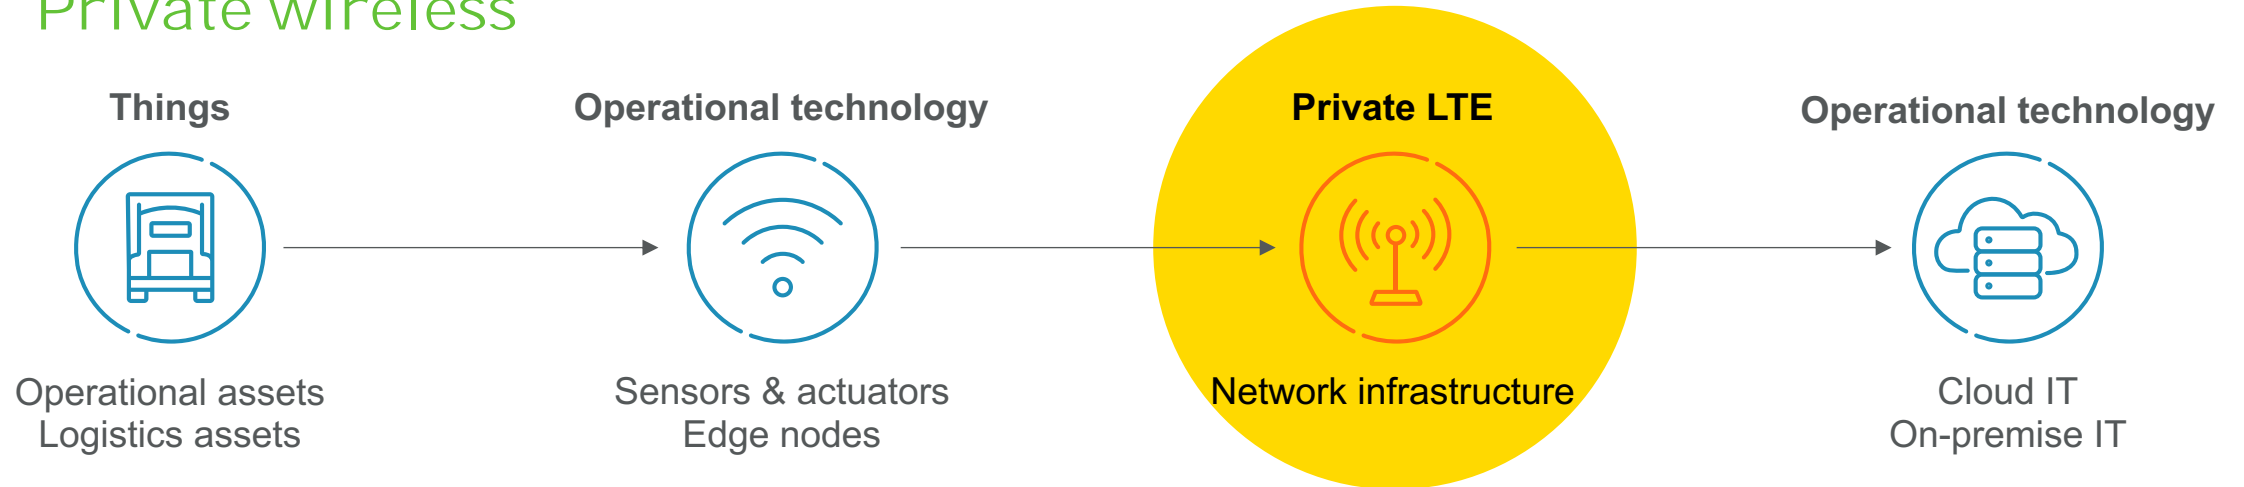 Private wireless
Things
Operational technology
Private LTE
Operational technology
Operational assets
Logistics assets
Sensors & actuators
Edge nodes
Network infrastructure
Cloud IT
On-premise IT